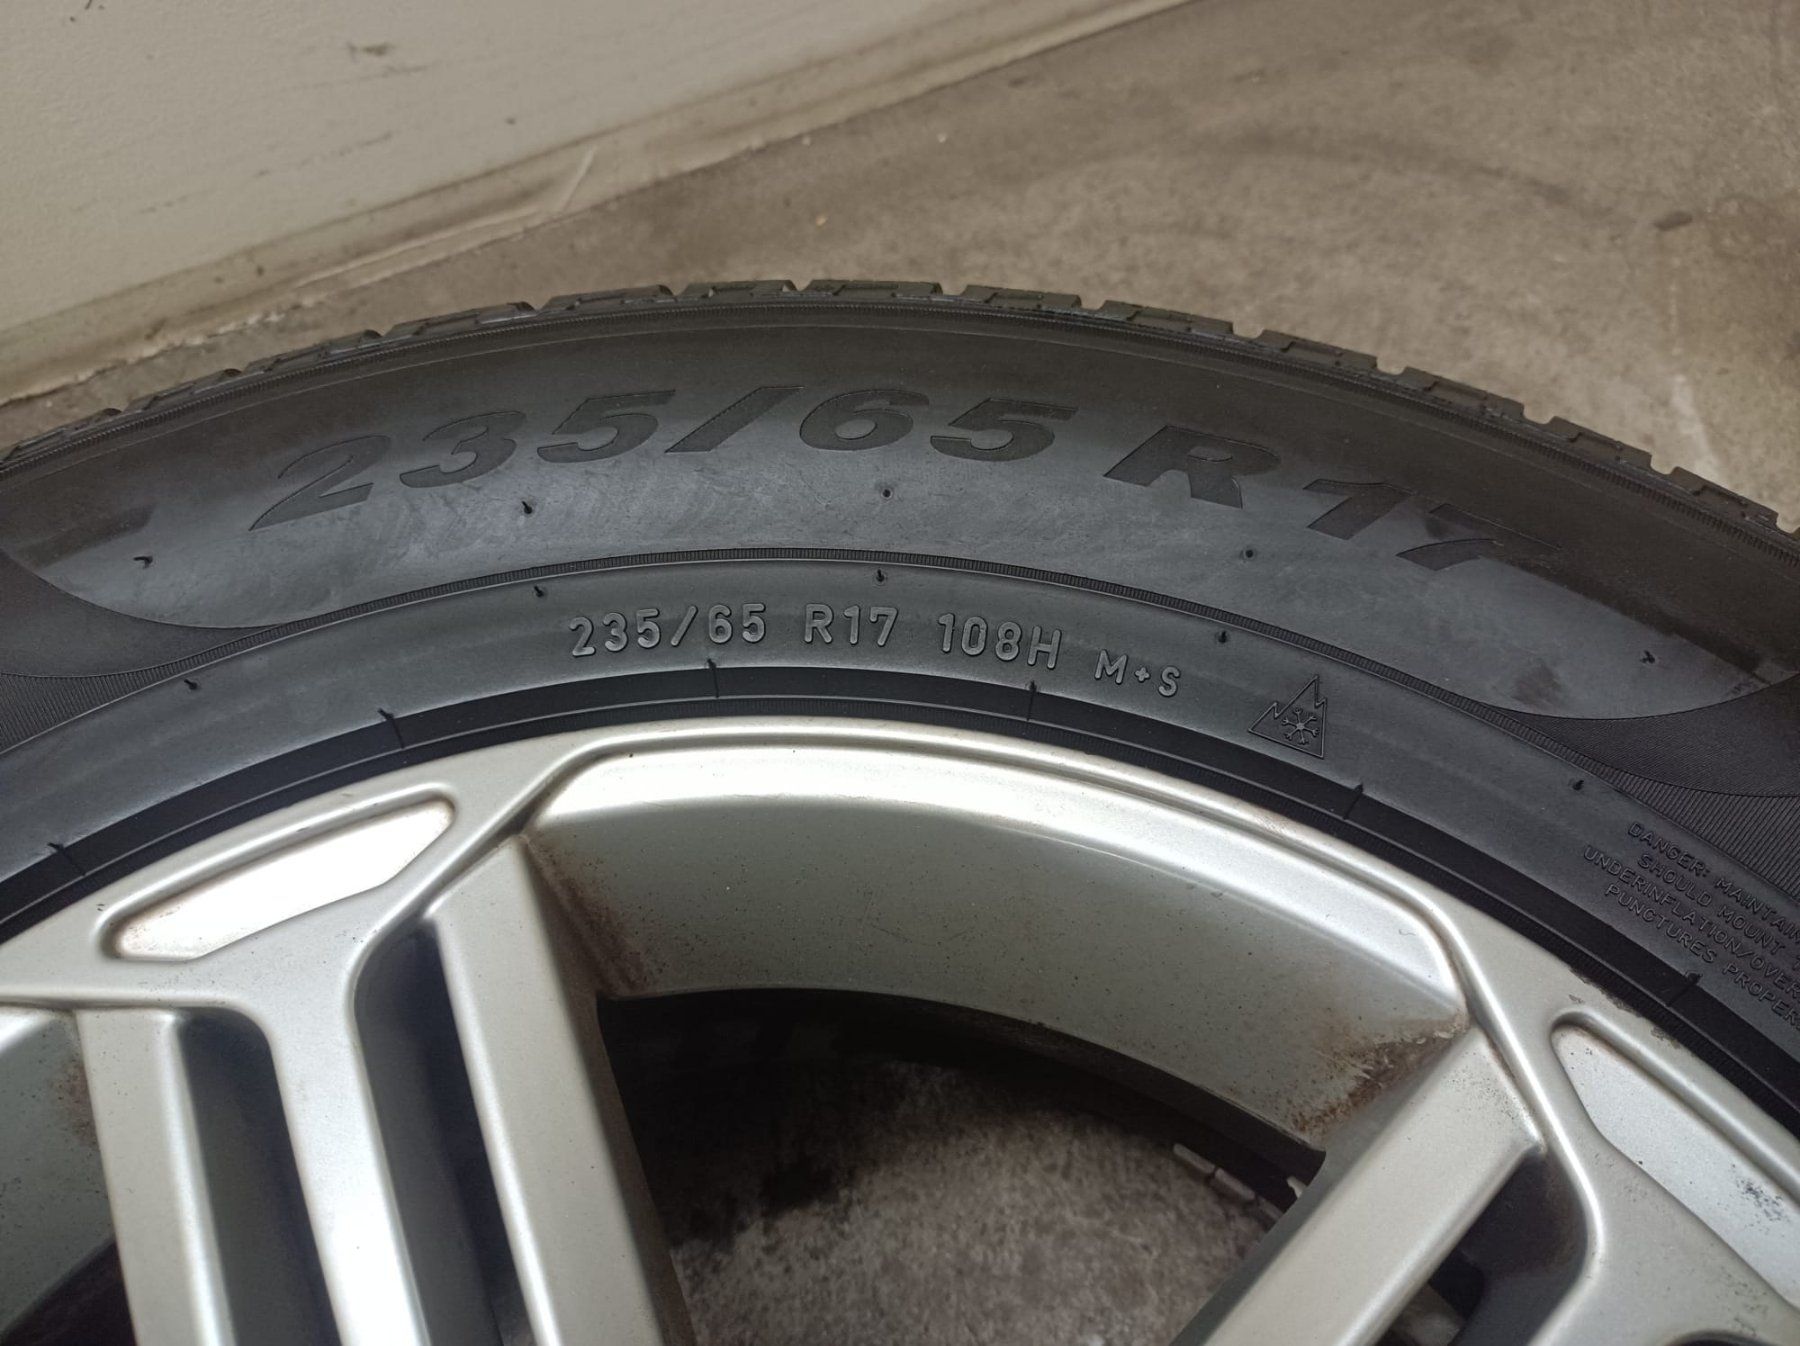 235/65 R17
235/65 R17 108H M+S
DANGER: MAINTAIN
SHOULD MOUNT
UNDERINFLATION/OVER
PUNCTURES PROPER